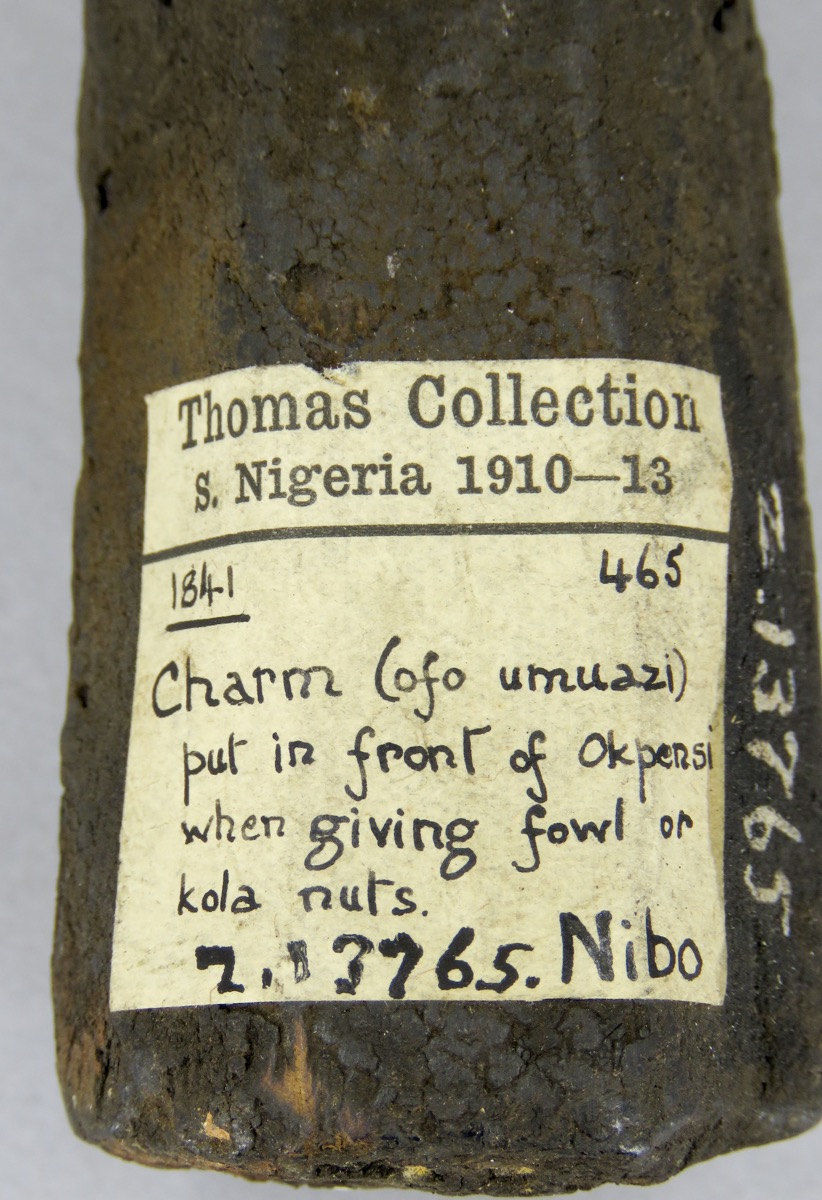 Thomas Collection
S. Nigeria 1910—13
1841 465
Charm (ofo umuazi)
put in front of Okpensi
when giving fowl or
kola nuts.
Z.13765. Nibo
Z.13765